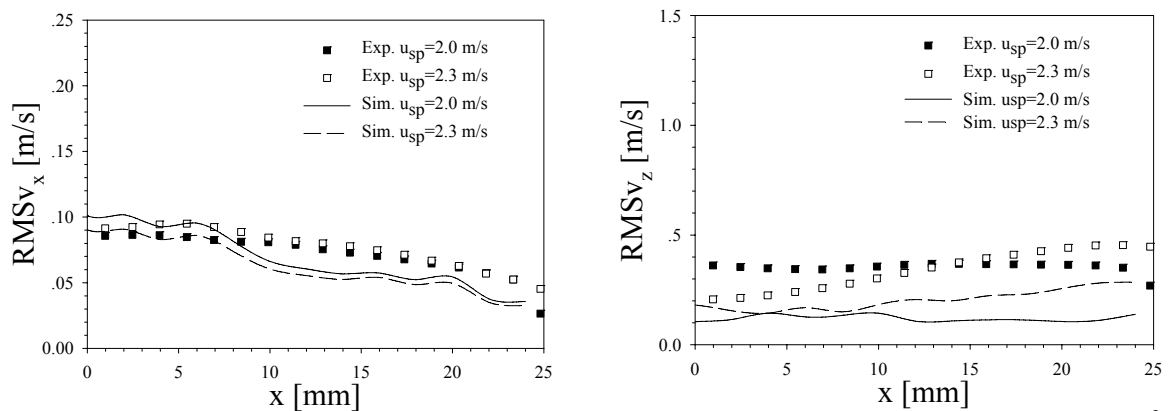 .25
.20
.15
.10
.05
0.00
RMSv_x [m/s]
Exp. u_sp=2.0 m/s
Exp. u_sp=2.3 m/s
Sim. u_sp=2.0 m/s
Sim. u_sp=2.3 m/s
0 5 10 15 20 25
x [mm]
1.5
1.0
.5
0.0
RMSv_z [m/s]
Exp. u_sp=2.0 m/s
Exp. u_sp=2.3 m/s
Sim. usp=2.0 m/s
Sim. usp=2.3 m/s
0 5 10 15 20 25
x [mm]